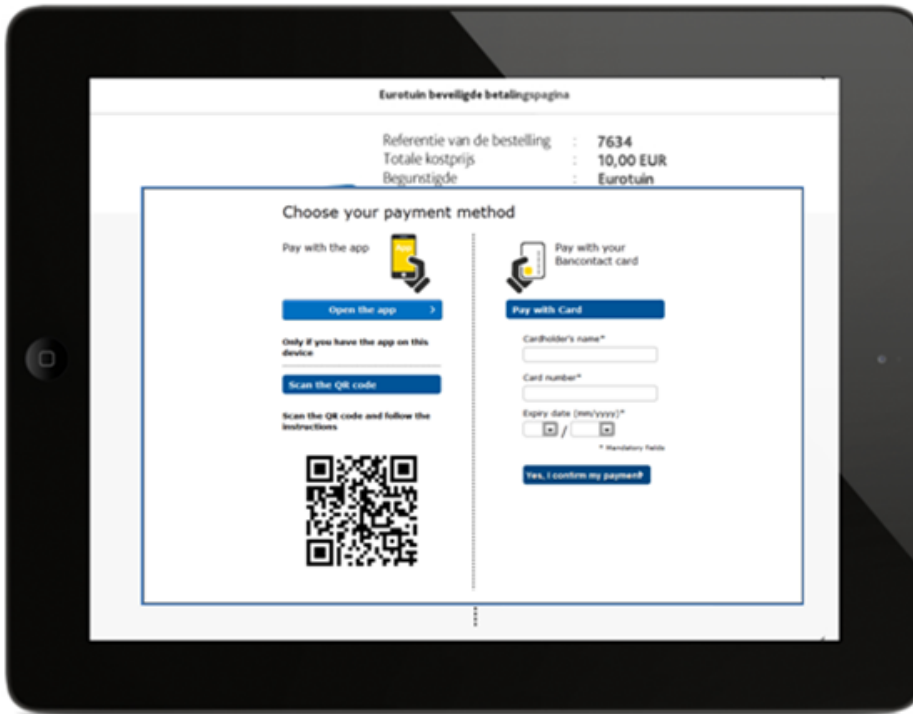 Eurotuin beveiligde betalingspagina
Referentie van de bestelling : 7634
Totale kostprijs : 10,00 EUR
Begunstigde : Eurotuin
Choose your payment method
Pay with the app
App
Open the app >
Only if you have the app on this
device
Scan the QR code
Scan the QR code and follow the
instructions
Pay with your
Bancontact card
Pay with Card
Cardholder's name*
Card number*
Expiry date (mm/yyyy)*
/
* Mandatory fields
Yes, I confirm my payment